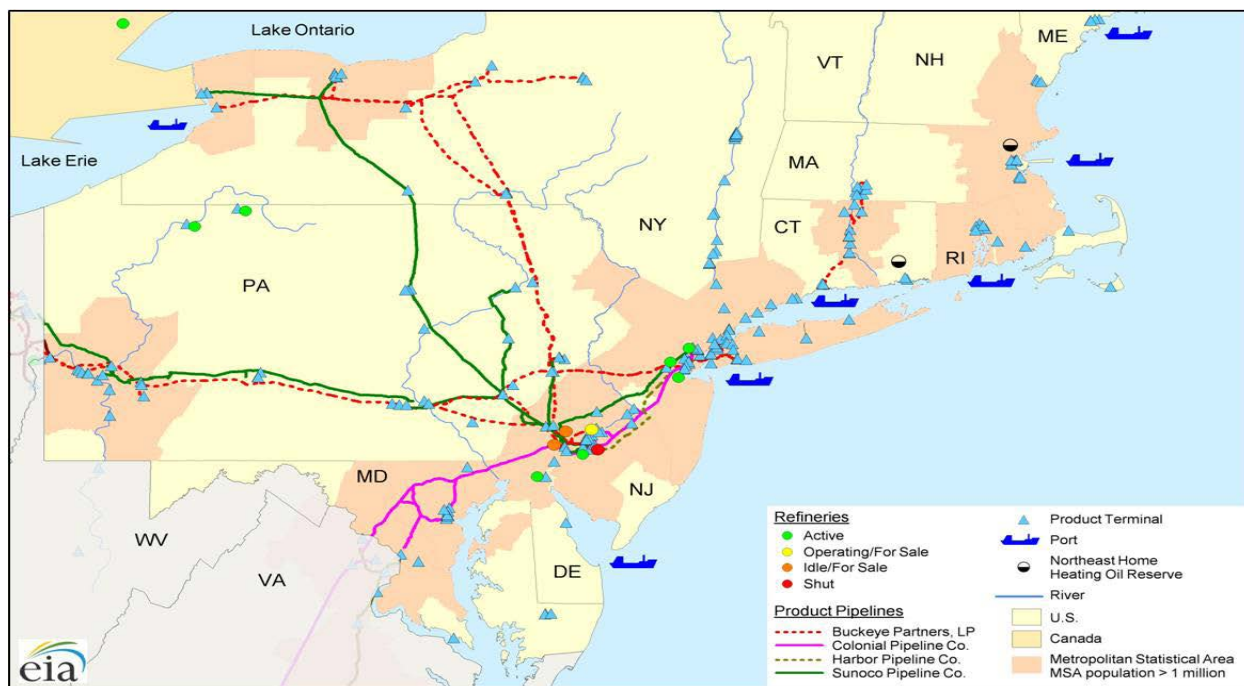 Lake Ontario
Lake Erie
VT
NH
ME
MA
NY
CT
RI
PA
MD
NJ
WV
VA
DE
Refineries
Active
Operating/For Sale
Idle/For Sale
Shut
Product Pipelines
Buckeye Partners, LP
Colonial Pipeline Co.
Harbor Pipeline Co.
Sunoco Pipeline Co.
Product Terminal
Port
Northeast Home
Heating Oil Reserve
River
U.S.
Canada
Metropolitan Statistical Area
MSA population > 1 million
eia